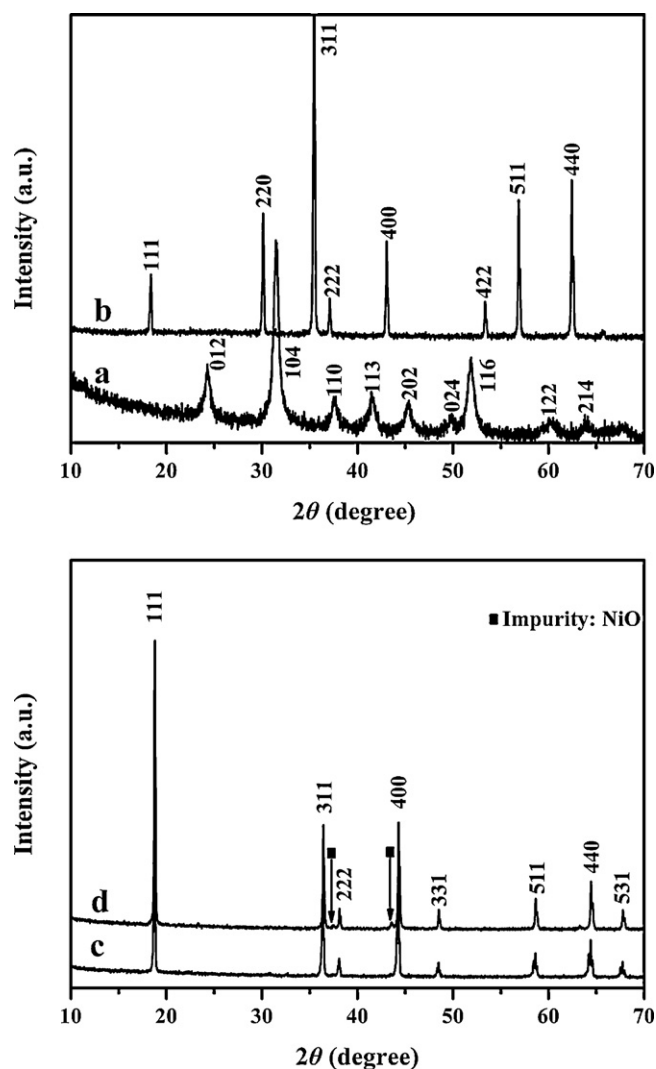 311
440
511
220
400
111
222
422
b
a
012
104
110
113
202
024
116
122
214
Intensity (a.u.)
10 20 30 40 50 60 70
2θ (degree)
111
■ Impurity: NiO
311
400
222
331
511
440
531
d
c
Intensity (a.u.)
10 20 30 40 50 60 70
2θ (degree)